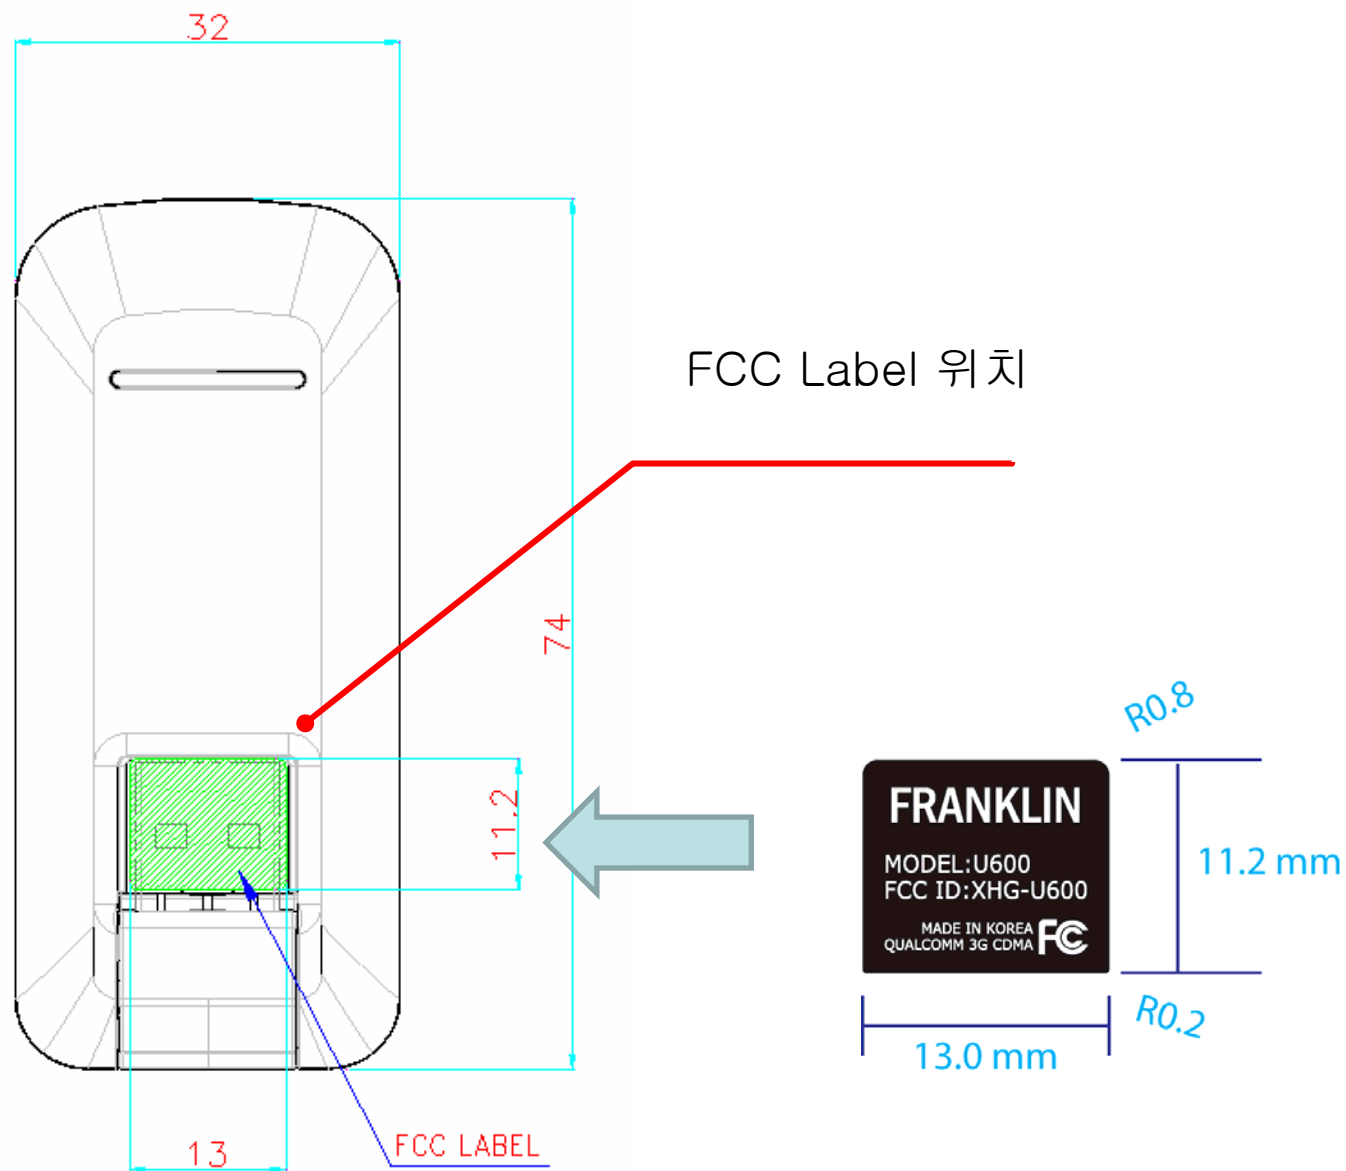 32
FCC Label 위치
74
11.2
13
FCC LABEL
R0.8
FRANKLIN
MODEL:U600
FCC ID:XHG-U600
MADE IN KOREA
QUALCOMM 3G CDMA
FC
11.2 mm
R0.2
13.0 mm